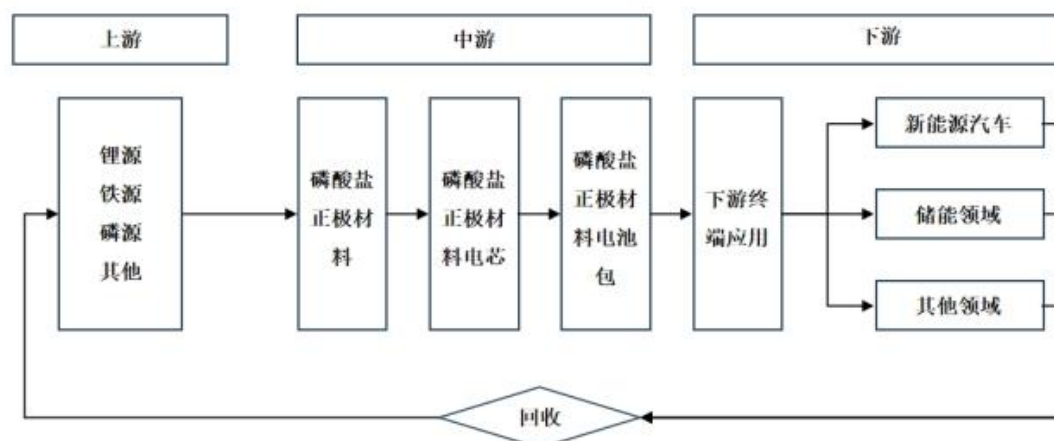 上游
中游
下游
锂源
铁源
磷源
其他
磷酸盐
正极材
料
磷酸盐
正极材
料电芯
磷酸盐
正极材
料电池
包
下游终
端应用
新能源汽车
储能领域
其他领域
回收